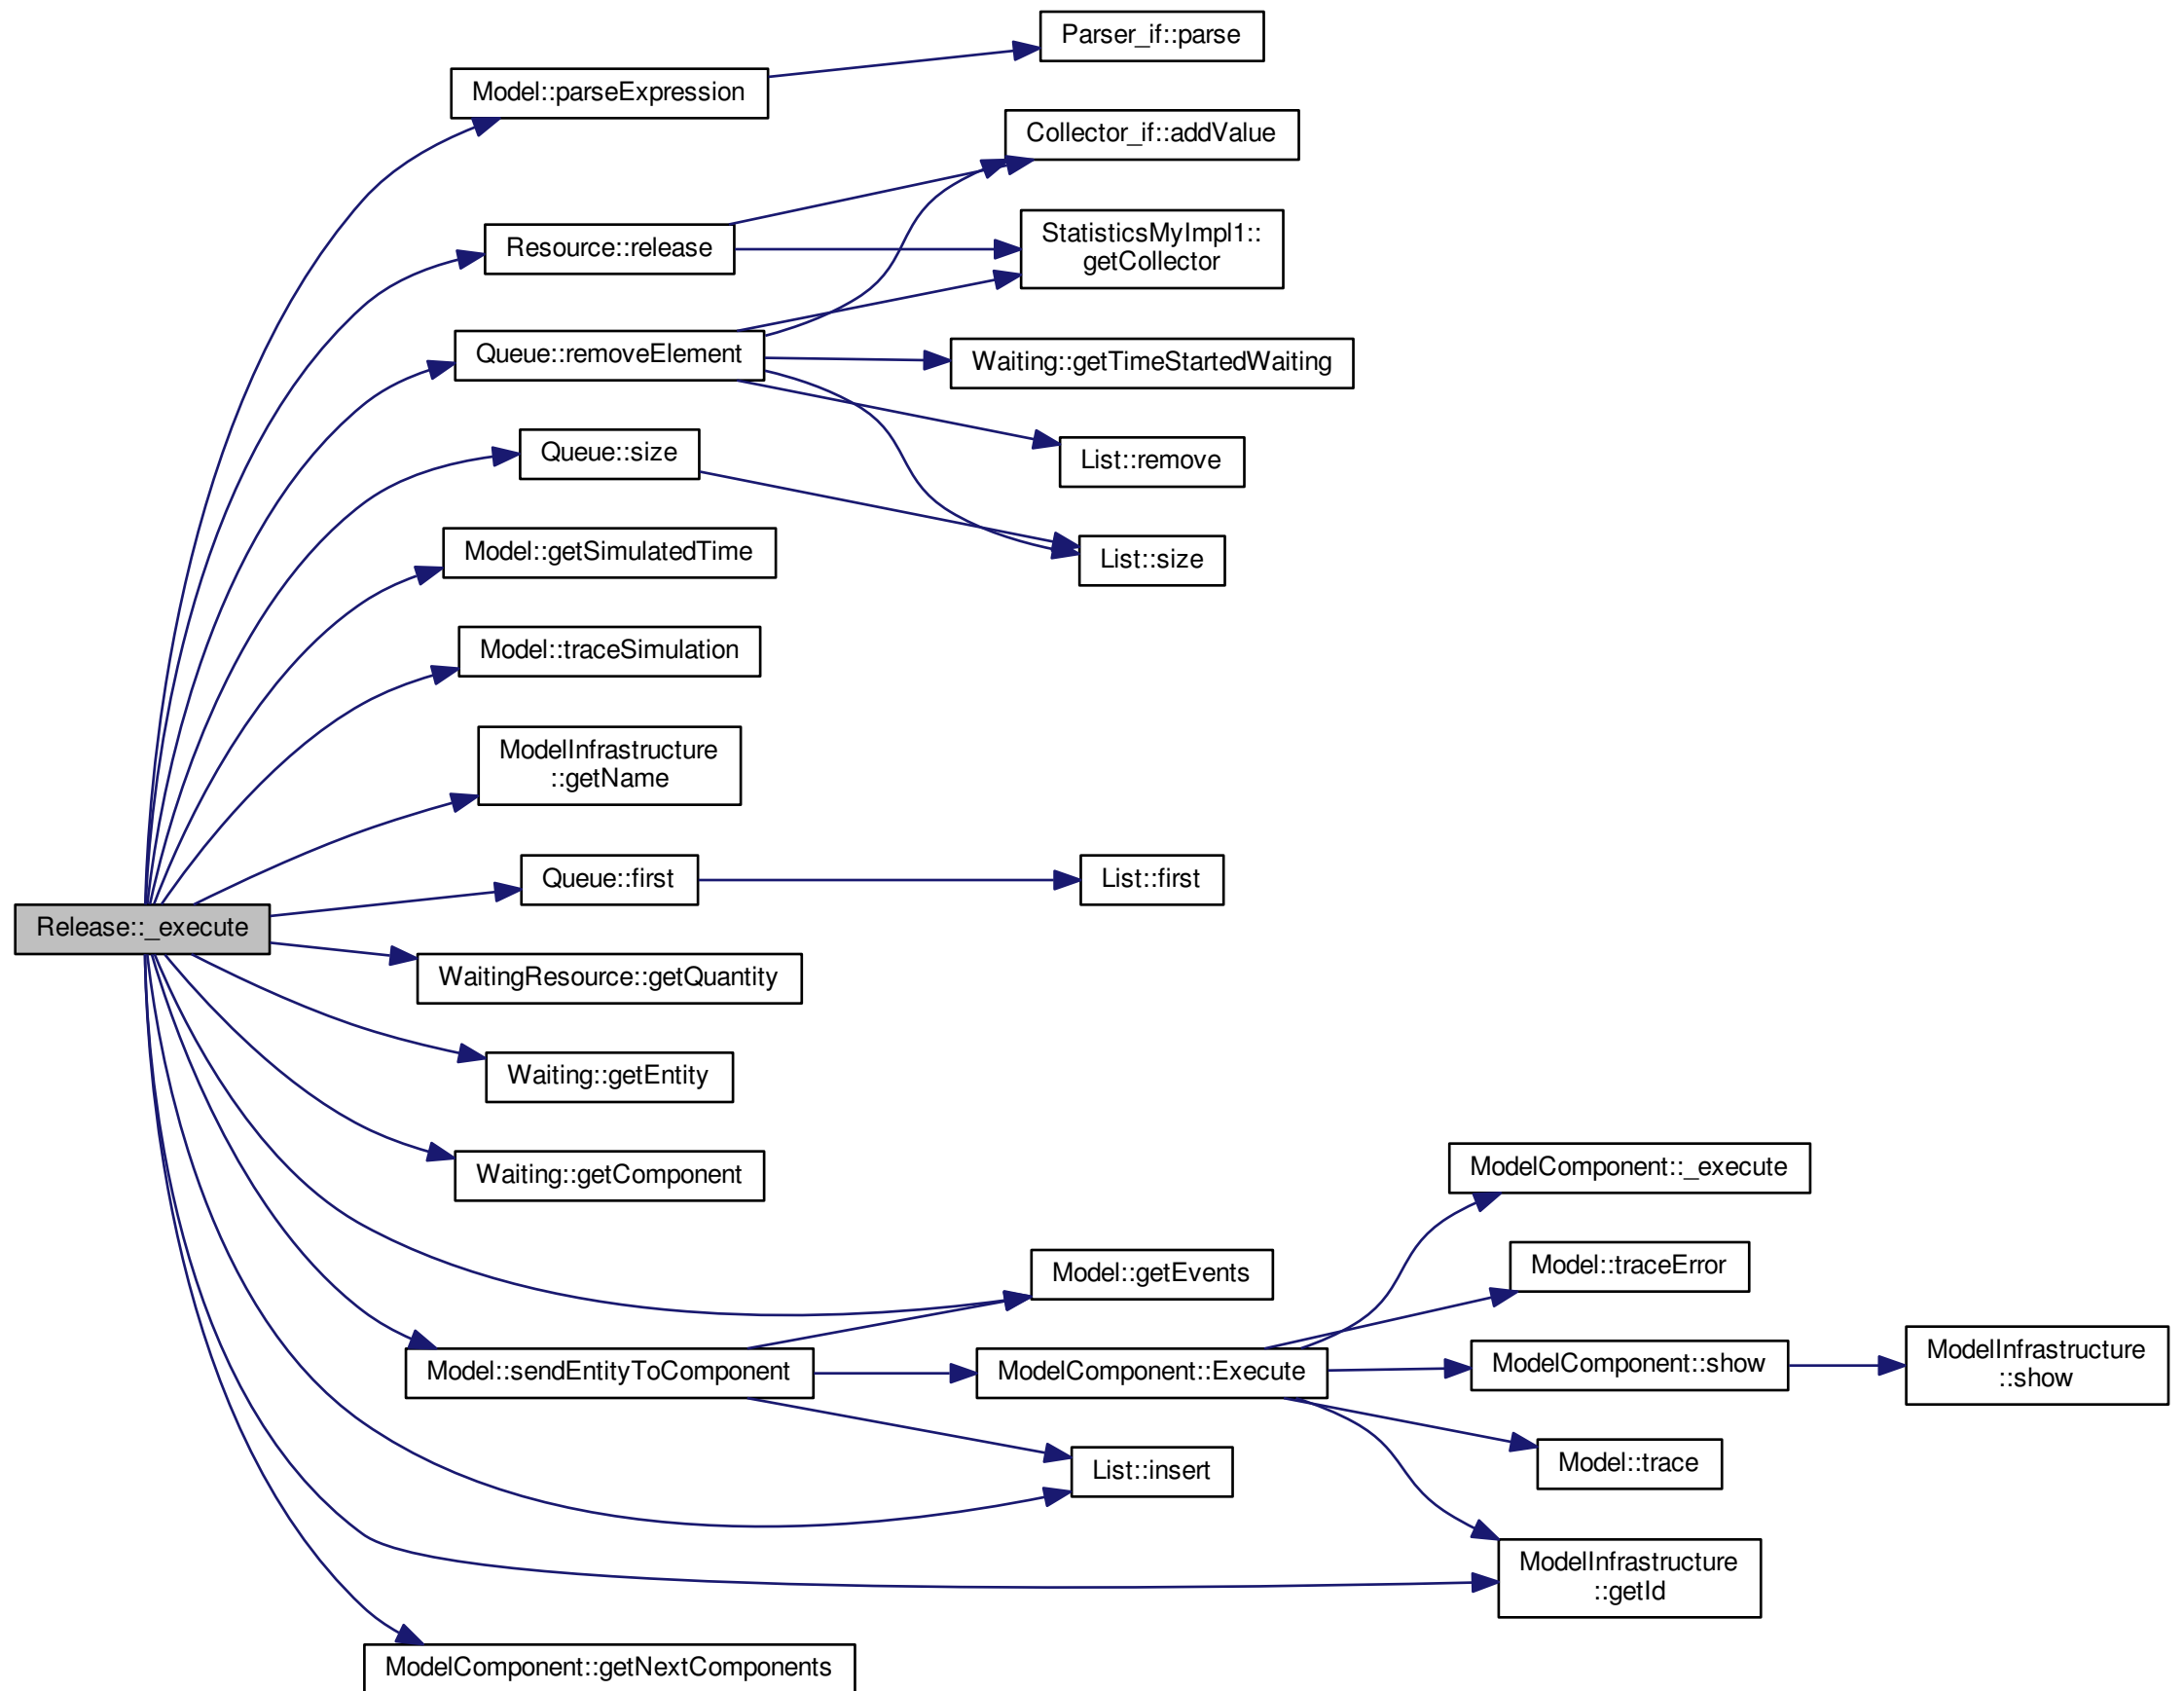 Parser_if::parse
Model::parseExpression
Collector_if::addValue
Resource::release
StatisticsMyImpl1::
getCollector
Queue::removeElement
Waiting::getTimeStartedWaiting
Queue::size
List::remove
Model::getSimulatedTime
List::size
Model::traceSimulation
ModelInfrastructure
::getName
Queue::first
List::first
Release::_execute
WaitingResource::getQuantity
Waiting::getEntity
Waiting::getComponent
ModelComponent::_execute
Model::getEvents
Model::traceError
Model::sendEntityToComponent
ModelComponent::Execute
ModelComponent::show
ModelInfrastructure
::show
List::insert
Model::trace
ModelInfrastructure
::getId
ModelComponent::getNextComponents